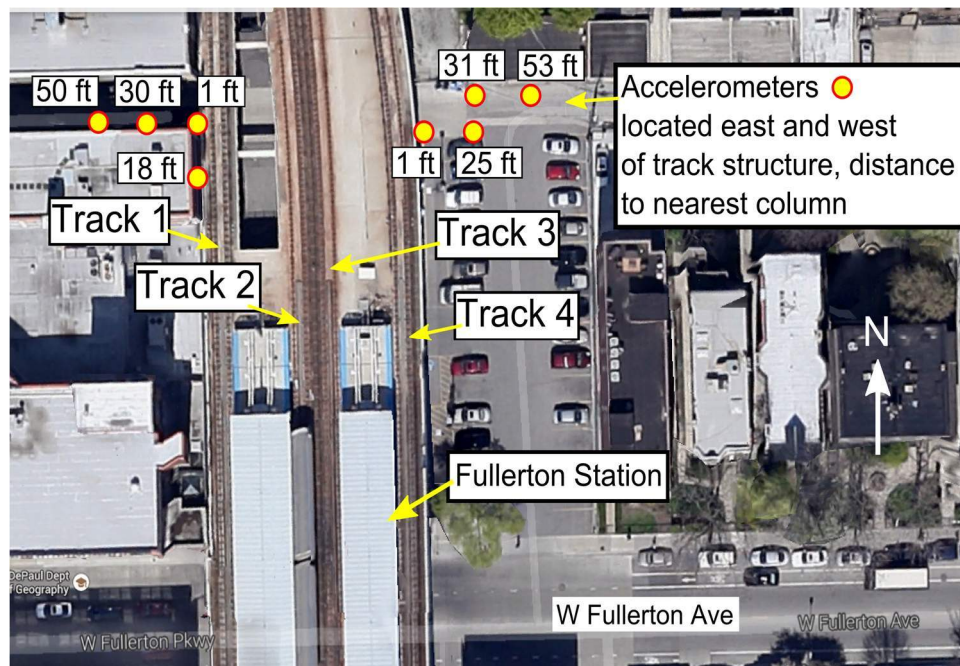 31 ft
53 ft
50 ft
30 ft
1 ft
Accelerometers
located east and west
of track structure, distance
to nearest column
1 ft
25 ft
18 ft
Track 1
Track 3
Track 2
Track 4
N
Fullerton Station
DePaul Dept
of Geography
W Fullerton Ave
W Fullerton Ave
W Fullerton Pkwy